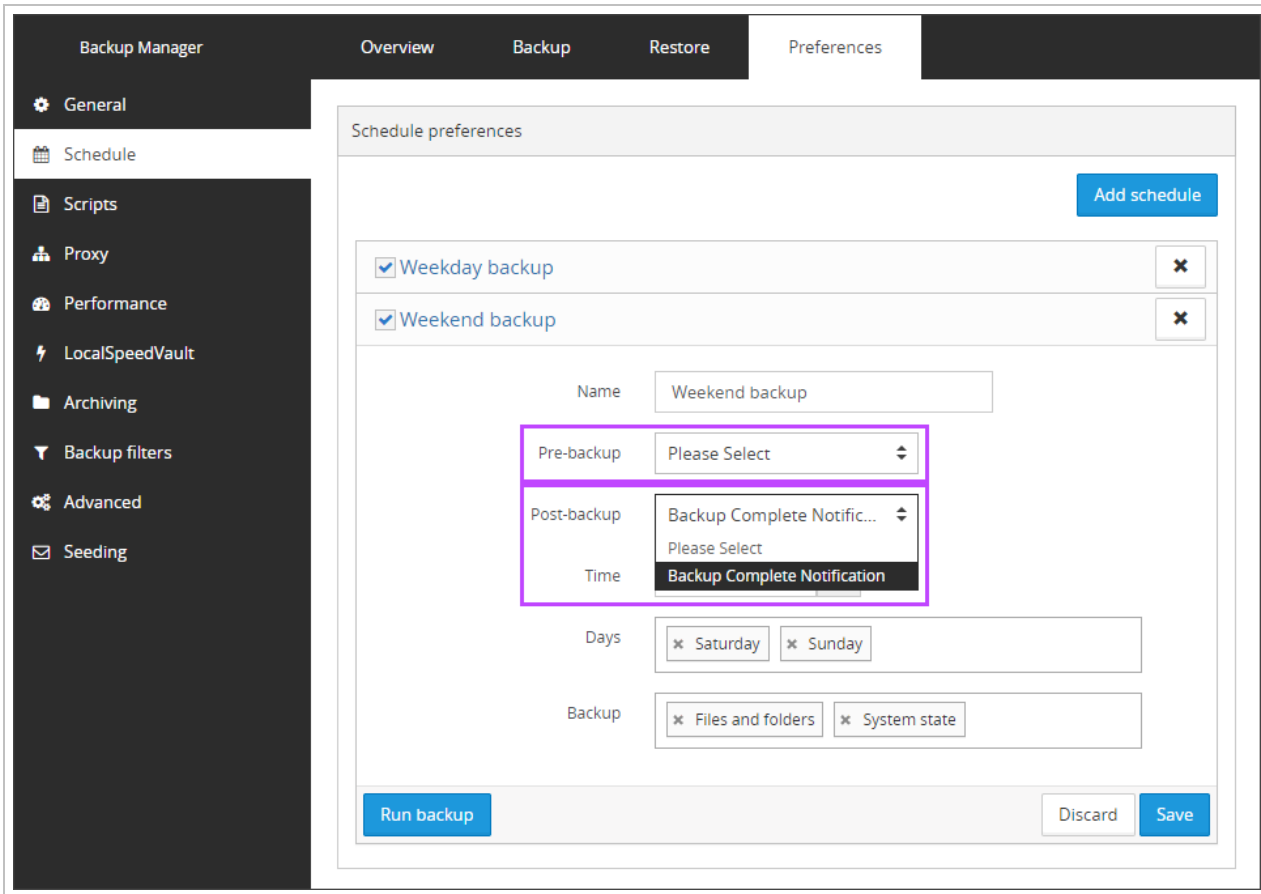 Backup Manager
Overview
Backup
Restore
Preferences
General
Schedule
Scripts
Proxy
Performance
LocalSpeedVault
Archiving
Backup filters
Advanced
Seeding
Schedule preferences
Add schedule
Weekday backup
Weekend backup
Name Weekend backup
Pre-backup Please Select
Post-backup Backup Complete Notific...
Please Select
Time Backup Complete Notification
Days Saturday Sunday
Backup Files and folders System state
Run backup Discard Save